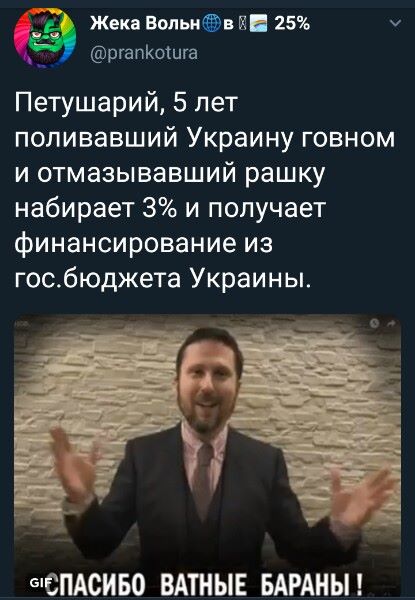 Жека Вольн🌐в 25%
@prankotura
Петушарий, 5 лет
поливавший Украину говном
и отмазывавший рашку
набирает 3% и получает
финансирование из
гос.бюджета Украины.
GIF
СПАСИБО ВАТНЫЕ БАРАНЫ!